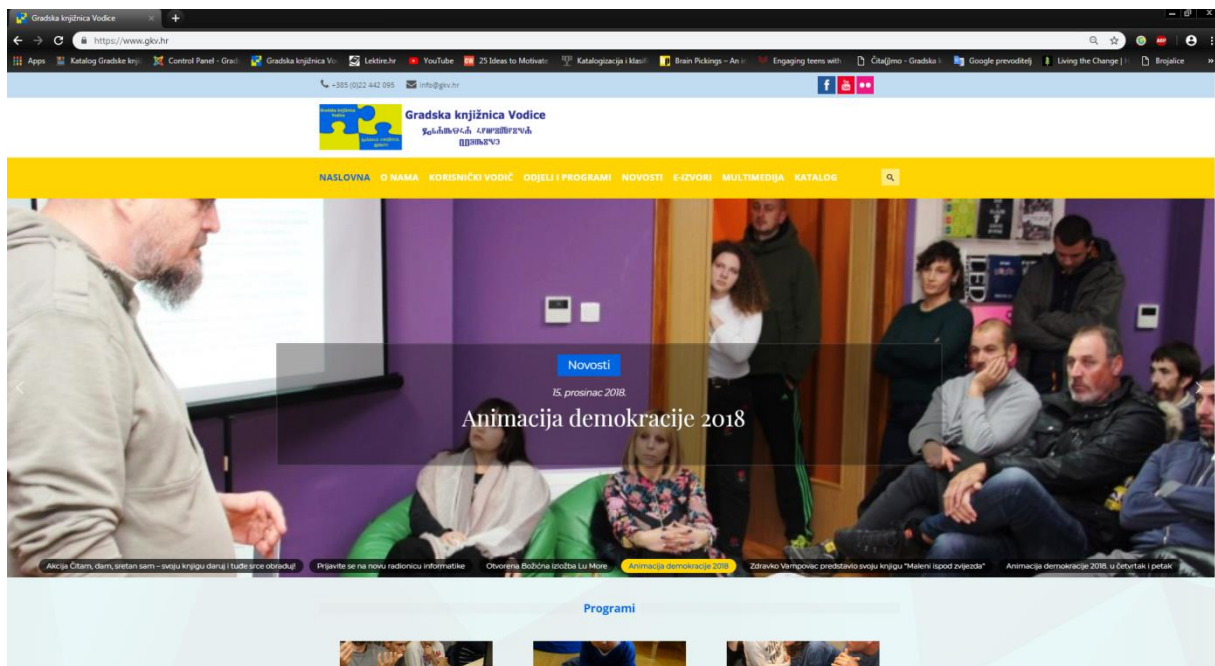 Gradska knjižnica Vodice
https://www.gkv.hr
Apps Katalog Gradske knji Control Panel - Grad Gradska knjižnica Vo Lektire.hr YouTube 25 Ideas to Motivate Katalogizacija i klasifi Brain Pickings – An i Engaging teens with Čita(j)mo - Gradska k Google prevoditelj Living the Change | Brojalice
+385 (0)22 442 095 info@gkv.hr
Gradska knjižnica Vodice
NASLOVNA O NAMA KORISNIČKI VODIČ ODJELI I PROGRAMI NOVOSTI E-IZVORI MULTIMEDIJA KATALOG
Novosti
15. prosinac 2018.
Animacija demokracije 2018
Akcija Čitam, dam, sretan sam – svoju knjigu daruj i tuđe srce obraduj! Prijavite se na novu radionicu informatike Otvorena Božićna izložba Lu More Animacija demokracije 2018 Zdravko Vampovac predstavio svoju knjigu "Maleni ispod zvijezda" Animacija demokracije 2018. u četvrtak i petak
Programi